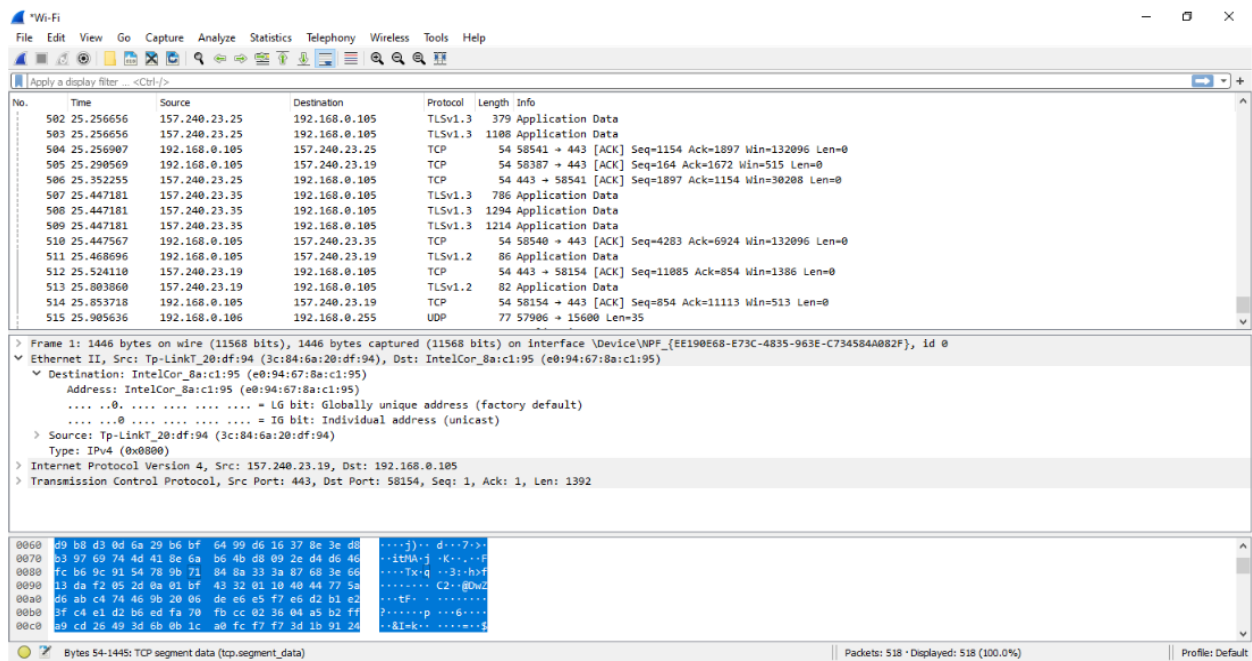 *Wi-Fi
File Edit View Go Capture Analyze Statistics Telephony Wireless Tools Help
Apply a display filter ... <Ctrl-/>
No. Time Source Destination Protocol Length Info
502 25.256656 157.240.23.25 192.168.0.105 TLSv1.3 379 Application Data
503 25.256656 157.240.23.25 192.168.0.105 TLSv1.3 1108 Application Data
504 25.256907 192.168.0.105 157.240.23.25 TCP 54 58541 → 443 [ACK] Seq=1154 Ack=1897 Win=132096 Len=0
505 25.290569 192.168.0.105 157.240.23.19 TCP 54 58387 → 443 [ACK] Seq=164 Ack=1672 Win=515 Len=0
506 25.352255 157.240.23.25 192.168.0.105 TCP 54 443 → 58541 [ACK] Seq=1897 Ack=1154 Win=30208 Len=0
507 25.447181 157.240.23.35 192.168.0.105 TLSv1.3 786 Application Data
508 25.447181 157.240.23.35 192.168.0.105 TLSv1.3 1294 Application Data
509 25.447181 157.240.23.35 192.168.0.105 TLSv1.3 1214 Application Data
510 25.447567 192.168.0.105 157.240.23.35 TCP 54 58540 → 443 [ACK] Seq=4283 Ack=6924 Win=132096 Len=0
511 25.468696 192.168.0.105 157.240.23.19 TLSv1.2 86 Application Data
512 25.524110 157.240.23.19 192.168.0.105 TCP 54 443 → 58154 [ACK] Seq=11085 Ack=854 Win=1386 Len=0
513 25.803860 157.240.23.19 192.168.0.105 TLSv1.2 82 Application Data
514 25.853718 192.168.0.105 157.240.23.19 TCP 54 58154 → 443 [ACK] Seq=854 Ack=11113 Win=513 Len=0
515 25.905636 192.168.0.106 192.168.0.255 UDP 77 57906 → 15600 Len=35
Frame 1: 1446 bytes on wire (11568 bits), 1446 bytes captured (11568 bits) on interface \Device\NPF_{EE190E68-E73C-4835-963E-C734584A082F}, id 0
Ethernet II, Src: Tp-LinkT_20:df:94 (3c:84:6a:20:df:94), Dst: IntelCor_8a:c1:95 (e0:94:67:8a:c1:95)
Destination: IntelCor_8a:c1:95 (e0:94:67:8a:c1:95)
Address: IntelCor_8a:c1:95 (e0:94:67:8a:c1:95)
.... ..0. .... .... .... .... = LG bit: Globally unique address (factory default)
.... ...0 .... .... .... .... = IG bit: Individual address (unicast)
Source: Tp-LinkT_20:df:94 (3c:84:6a:20:df:94)
Type: IPv4 (0x0800)
Internet Protocol Version 4, Src: 157.240.23.19, Dst: 192.168.0.105
Transmission Control Protocol, Src Port: 443, Dst Port: 58154, Seq: 1, Ack: 1, Len: 1392
0060 d9 b8 d3 0d 6a 29 b6 bf 64 99 d6 16 37 8e 3e d8 ····j)·· d···7·>·
0070 b3 97 69 74 4d 41 8e 6a b6 4b d8 09 2e d4 d6 46 ··itMA·j ·K··.··F
0080 fc b6 9c 91 54 78 9b 71 84 8a 33 3a 87 68 3e 66 ····Tx·q ··3:·h>f
0090 13 da f2 05 2d 0a 01 bf 43 32 01 10 40 44 77 5a ········ C2··@DwZ
00a0 d6 ab c4 74 46 9b 20 06 de e6 e5 f7 e6 d2 b1 e2 ···tF· · ········
00b0 3f c4 e1 d2 b6 ed fa 70 fb cc 02 36 04 a5 b2 ff ?······p ···6····
00c0 a9 cd 26 49 3d 6b 0b 1c a0 fc f7 f7 3d 1b 91 24 ··&I=k·· ····=··$
Bytes 54-1445: TCP segment data (tcp.segment_data) Packets: 518 · Displayed: 518 (100.0%) Profile: Default